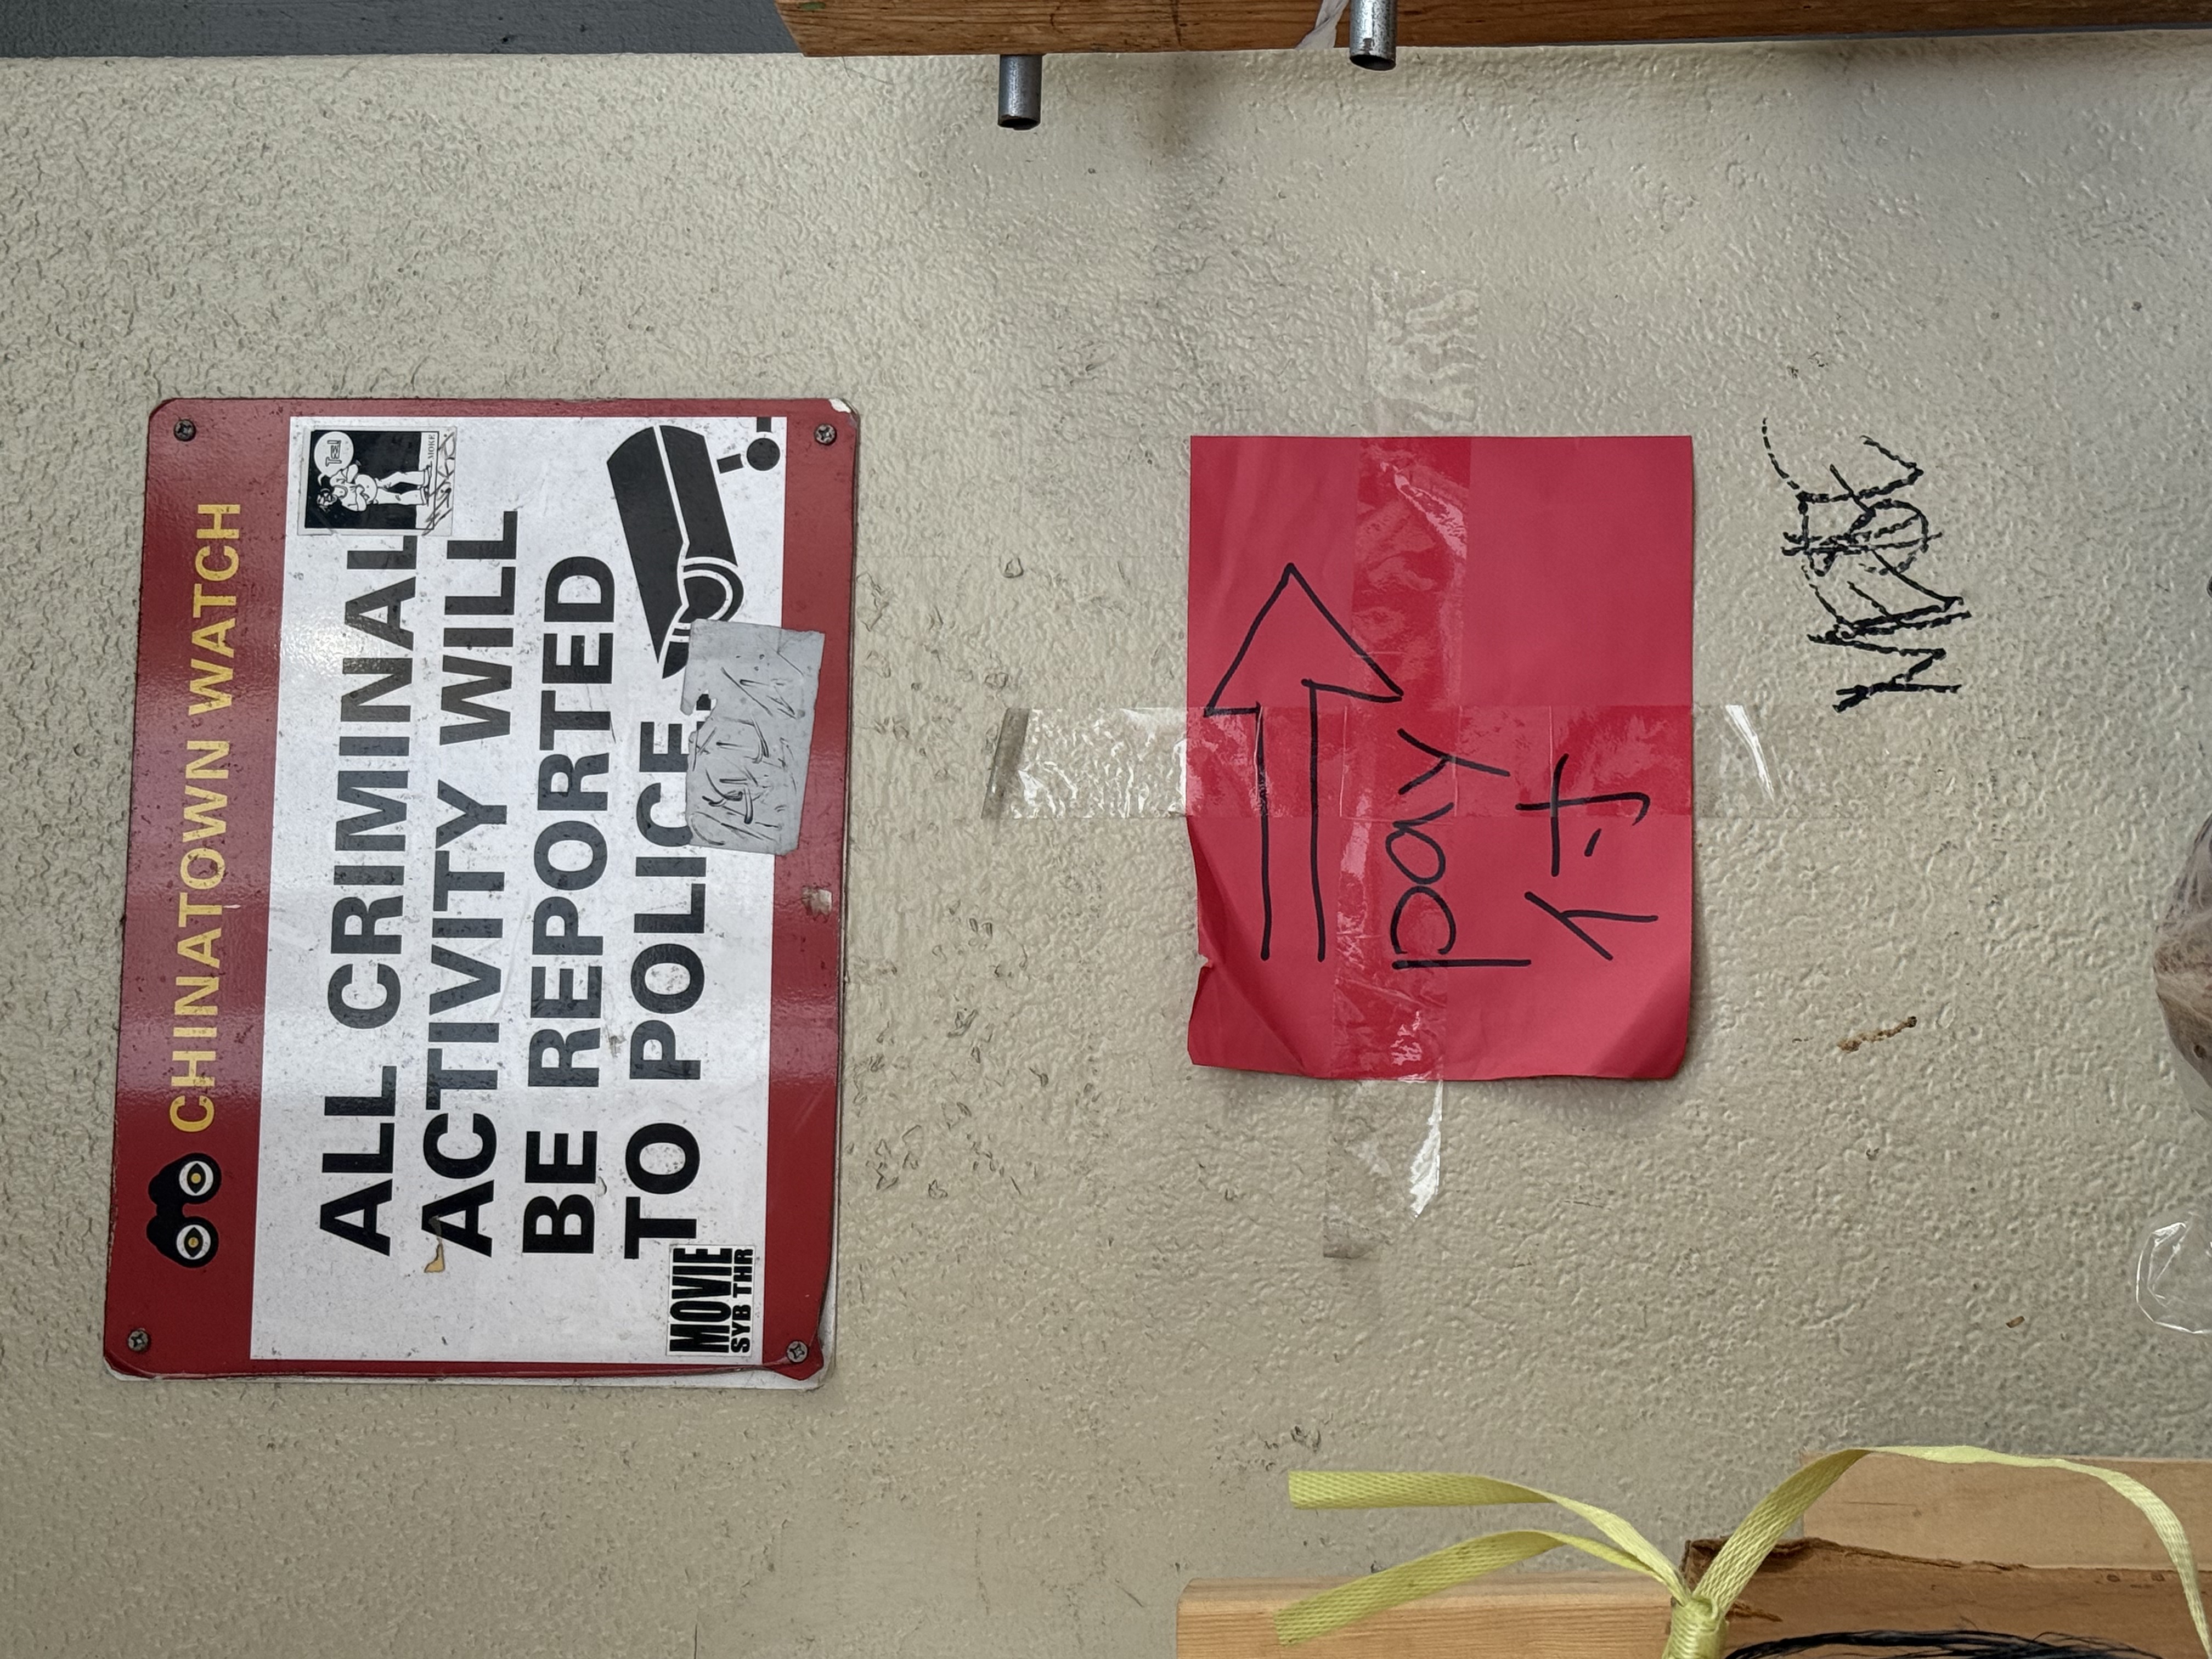 CHINATOWN WATCH
ALL CRIMINAL
ACTIVITY WILL
BE REPORTED
TO POLICE.
MOVIE
SYB THR
MOKE
pay
付